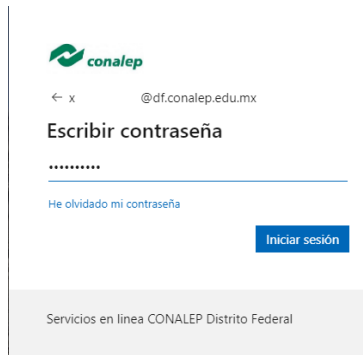 conalep
← x @df.conalep.edu.mx
Escribir contraseña
••••••••••
He olvidado mi contraseña
Iniciar sesión
Servicios en linea CONALEP Distrito Federal